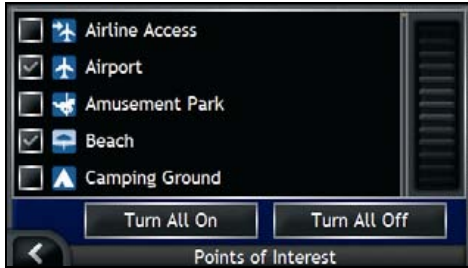 Airline Access
Airport
Amusement Park
Beach
Camping Ground
Turn All On Turn All Off
Points of Interest